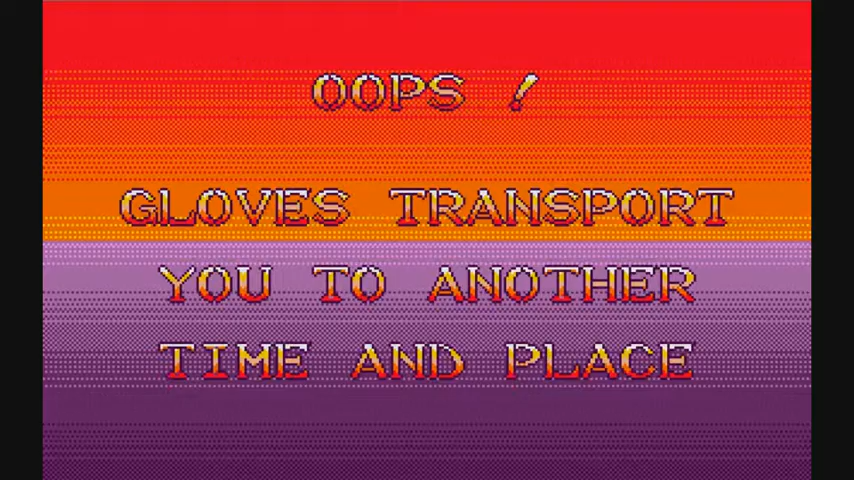 OOPS !
GLOVES TRANSPORT
YOU TO ANOTHER
TIME AND PLACE